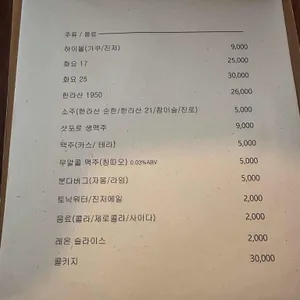 주류 / 음료
하이볼(가쿠/진저) 9,000
화요 17 25,000
화요 25 30,000
한라산 1950 26,000
소주(한라산 순한/한라산 21/참이슬/진로) 5,000
삿포로 생맥주 9,000
맥주(카스/ 테라) 5,000
무알콜 맥주(칭따오) 0.03%ABV 5,000
분다버그(자몽/라임) 5,000
토닉워터/진저에일 2,000
음료(콜라/제로콜라/사이다) 2,000
레몬 슬라이스 2,000
콜키지 30,000